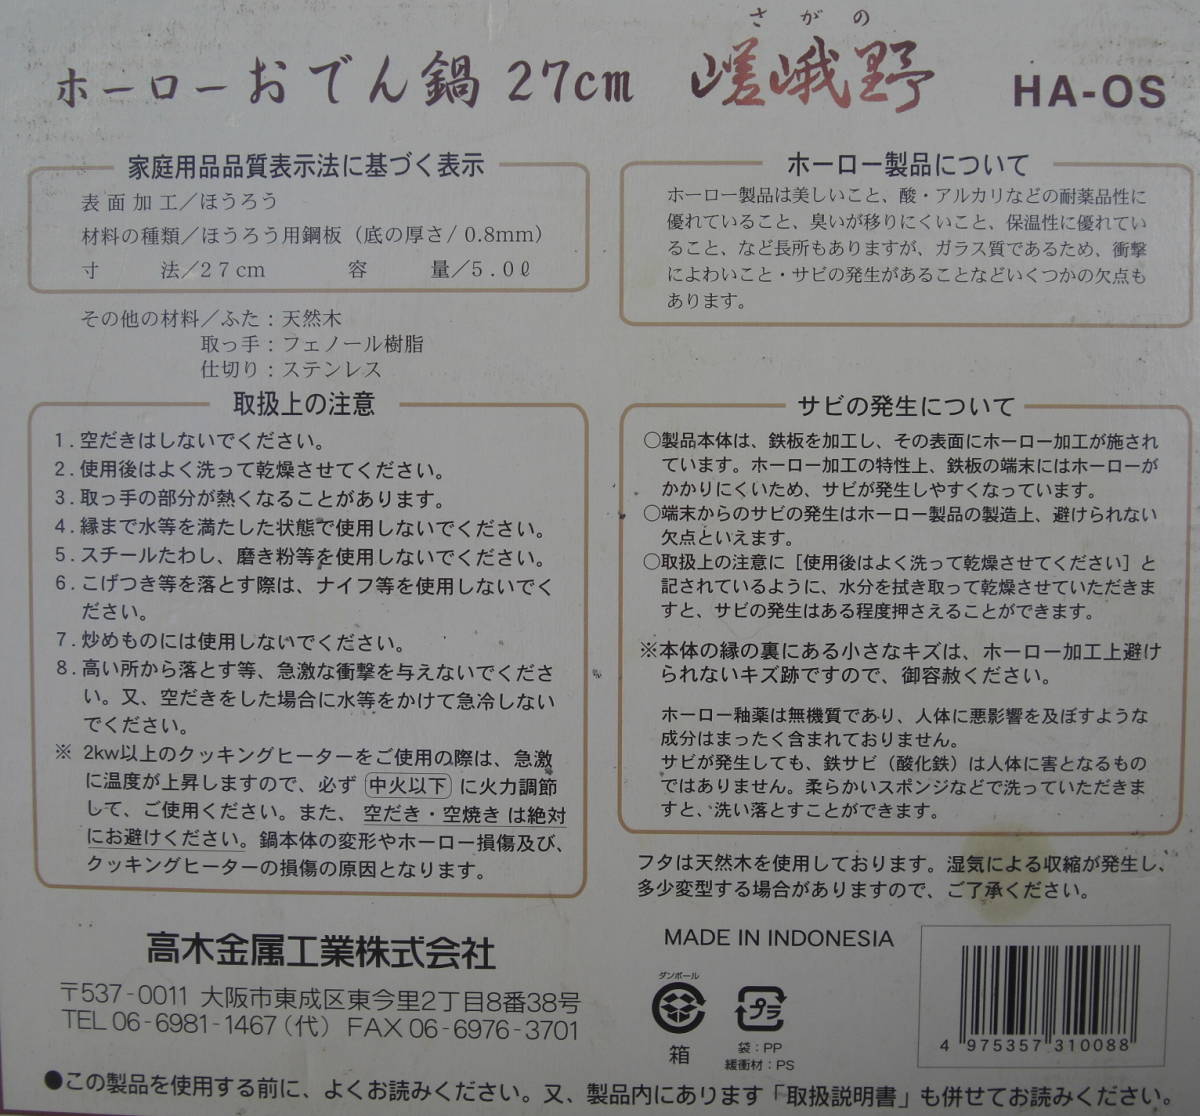 さがの
ホーローおでん鍋 27cm 嵯峨野 HA-OS
家庭用品品質表示法に基づく表示
表面加工／ほうろう
材料の種類／ほうろう用鋼板（底の厚さ/0.8mm）
寸 法／27cm 容 量／5.0ℓ
その他の材料／ふた：天然木
取っ手：フェノール樹脂
仕切り：ステンレス
ホーロー製品について
ホーロー製品は美しいこと、酸・アルカリなどの耐薬品性に
優れていること、臭いが移りにくいこと、保温性に優れてい
ること、など長所もありますが、ガラス質であるため、衝撃
によわいこと・サビの発生があることなどいくつかの欠点も
あります。
取扱上の注意
1．空だきはしないでください。
2．使用後はよく洗って乾燥させてください。
3．取っ手の部分が熱くなることがあります。
4．縁まで水等を満たした状態で使用しないでください。
5．スチールたわし、磨き粉等を使用しないでください。
6．こげつき等を落とす際は、ナイフ等を使用しないでく
ださい。
7．炒めものには使用しないでください。
8．高い所から落とす等、急激な衝撃を与えないでくださ
い。又、空だきをした場合に水等をかけて急冷しない
でください。
※ 2kw以上のクッキングヒーターをご使用の際は、急激
に温度が上昇しますので、必ず 中火以下 に火力調節
して、ご使用ください。また、空だき・空焼きは絶対
にお避けください。鍋本体の変形やホーロー損傷及び、
クッキングヒーターの損傷の原因となります。
サビの発生について
○製品本体は、鉄板を加工し、その表面にホーロー加工が施され
ています。ホーロー加工の特性上、鉄板の端末にはホーローが
かかりにくいため、サビが発生しやすくなっています。
○端末からのサビの発生はホーロー製品の製造上、避けられない
欠点といえます。
○取扱上の注意に［使用後はよく洗って乾燥させてください］と
記されているように、水分を拭き取って乾燥させていただきま
すと、サビの発生はある程度押さえることができます。
※本体の縁の裏にある小さなキズは、ホーロー加工上避け
られないキズ跡ですので、御容赦ください。
ホーロー釉薬は無機質であり、人体に悪影響を及ぼすような
成分はまったく含まれておりません。
サビが発生しても、鉄サビ（酸化鉄）は人体に害となるもの
ではありません。柔らかいスポンジなどで洗っていただきま
すと、洗い落とすことができます。
フタは天然木を使用しております。湿気による収縮が発生し、
多少変型する場合がありますので、ご了承ください。
高木金属工業株式会社
〒537-0011 大阪市東成区東今里2丁目8番38号
TEL 06-6981-1467（代） FAX 06-6976-3701
MADE IN INDONESIA
ダンボール
箱
プラ
袋：PP
緩衝材：PS
4 975357 310088
●この製品を使用する前に、よくお読みください。又、製品内にあります「取扱説明書」も併せてお読みください。